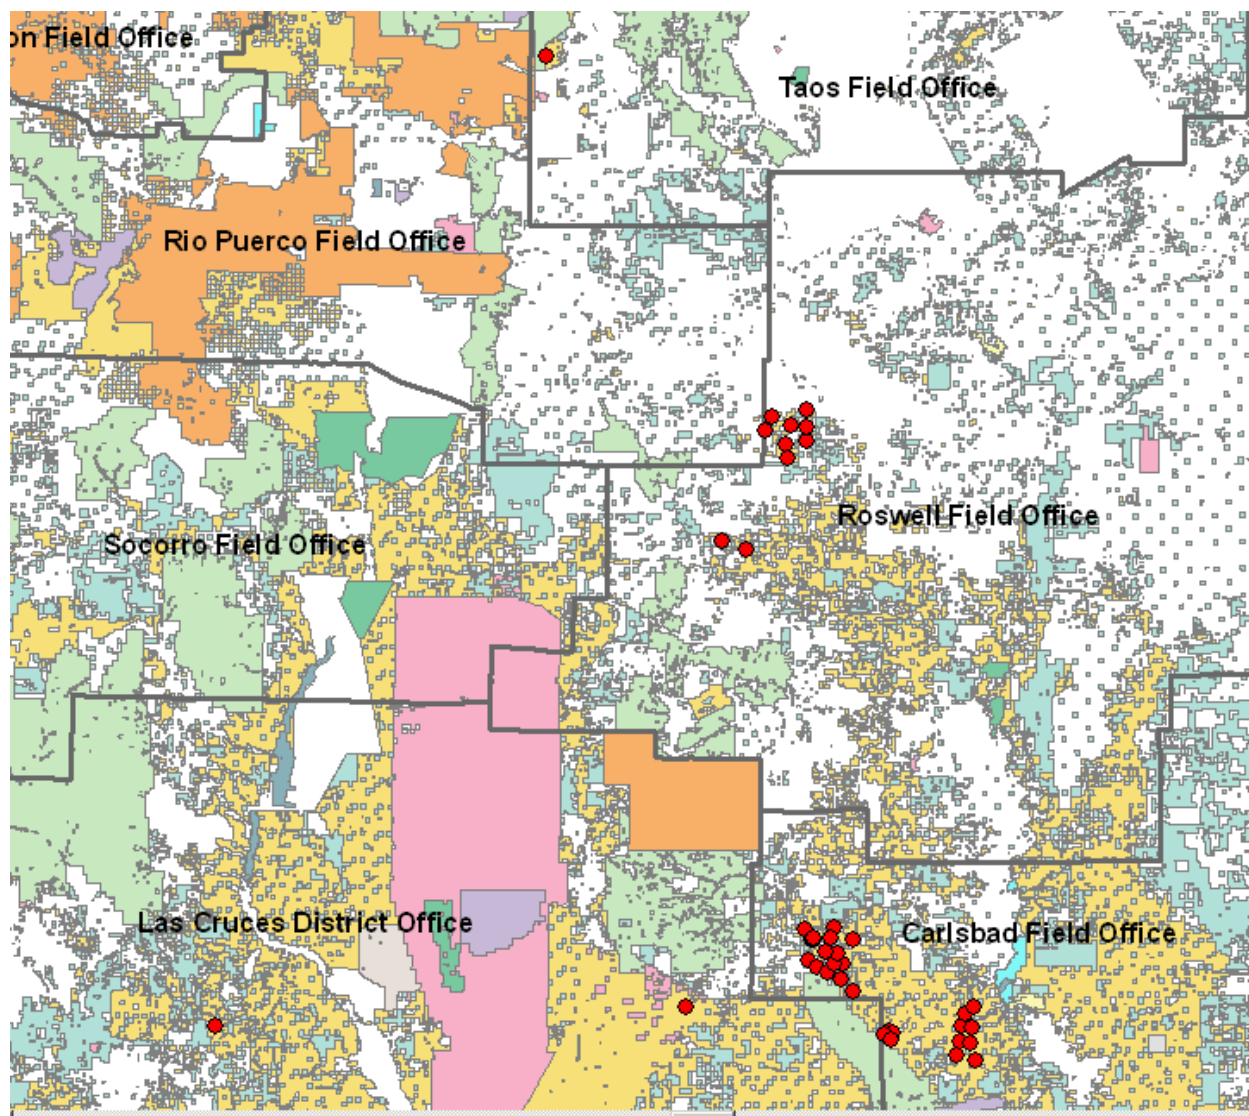 on Field Office
Taos Field Office
Rio Puerco Field Office
Roswell Field Office
Socorro Field Office
Las Cruces District Office
Carlsbad Field Office